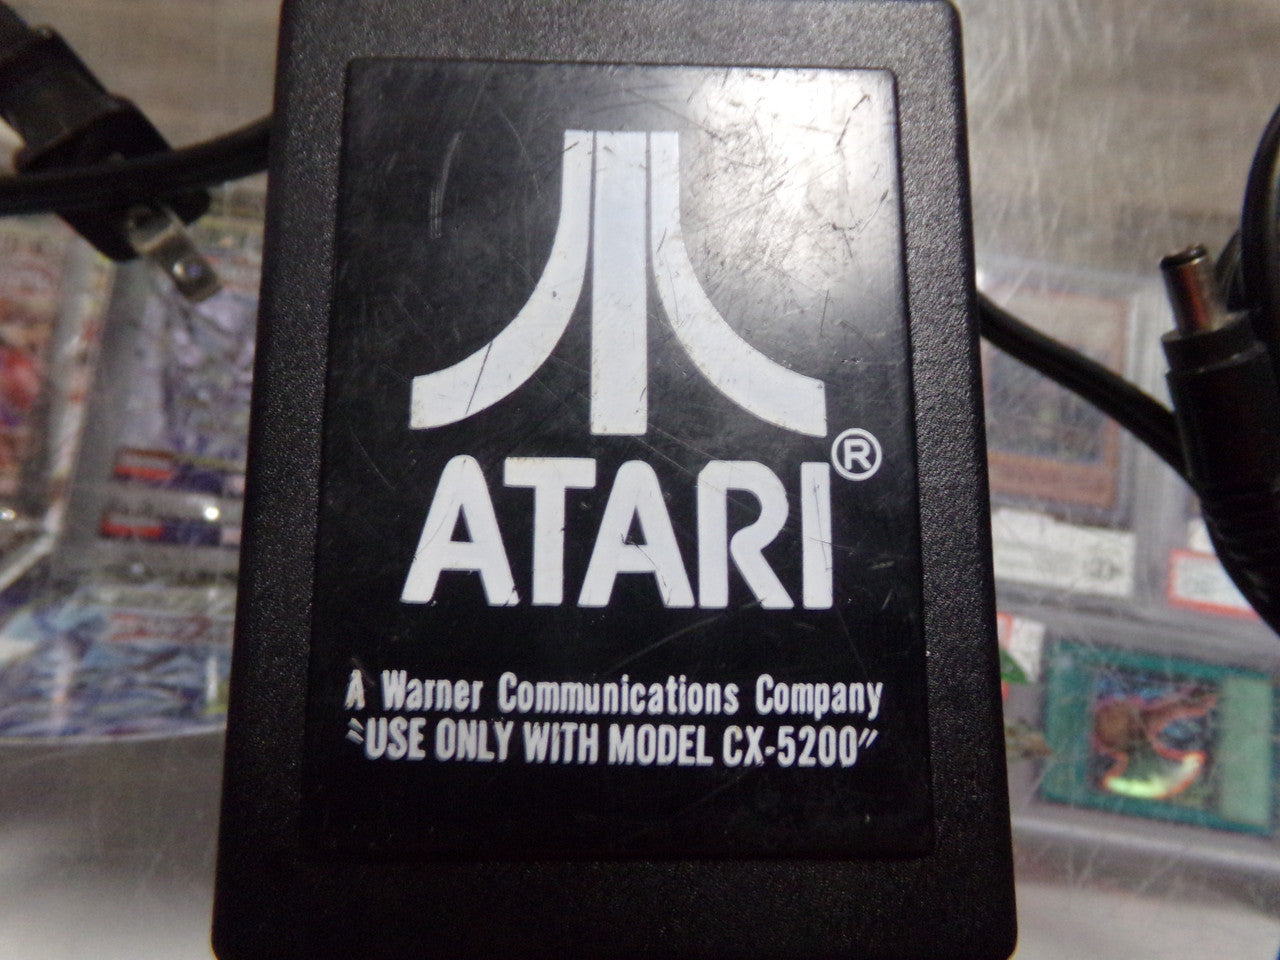 ATARI®
A Warner Communications Company
"USE ONLY WITH MODEL CX-5200"